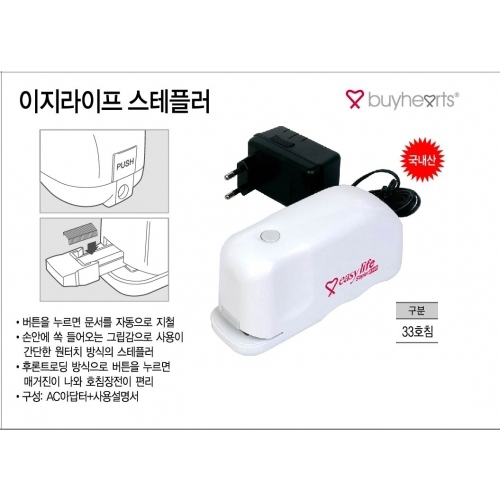 이지라이프 스테플러
buyhearts®
PUSH
국내산
easylife
구분
33호침
• 버튼을 누르면 문서를 자동으로 지철
• 손안에 쏙 들어오는 그립감으로 사용이
간단한 원터치 방식의 스테플러
• 후론트로딩 방식으로 버튼을 누르면
매거진이 나와 호침장전이 편리
• 구성: AC아답터+사용설명서